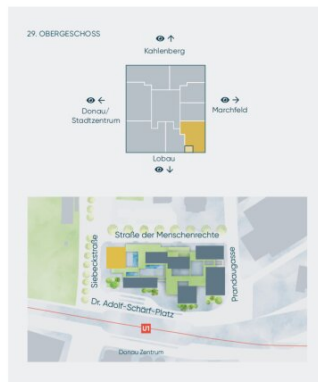 29. OBERGESCHOSS
Kahlenberg
Donau/
Stadtzentrum
Marchfeld
Lobau
Straße der Menschenrechte
Siebeckstraße
Prandaugasse
Dr. Adolf-Schärf-Platz
U1
Donau Zentrum